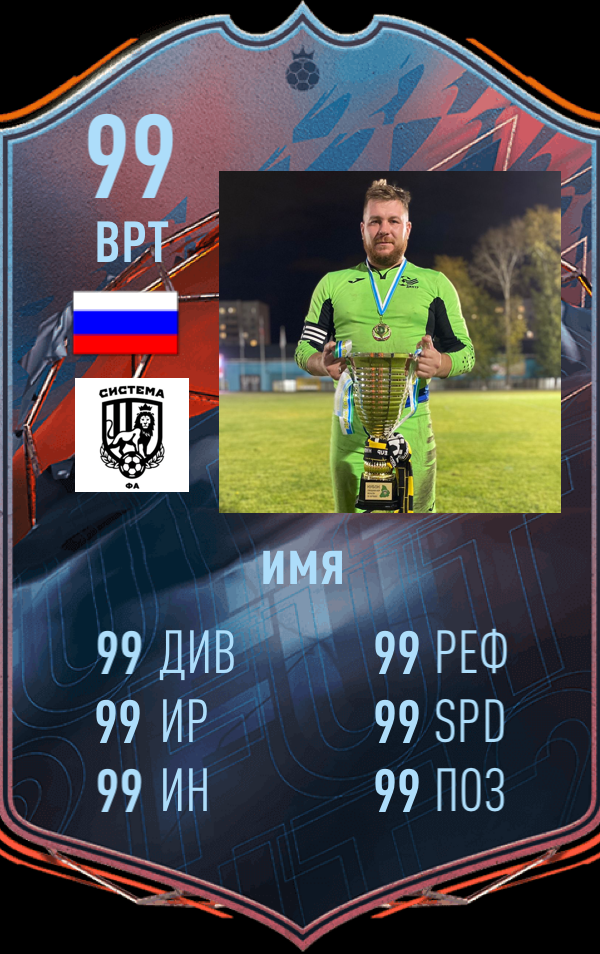 99
ВРТ
СИСТЕМА
ФА
ИМЯ
99 ДИВ 99 РЕФ
99 ИР 99 SPD
99 ИН 99 ПОЗ